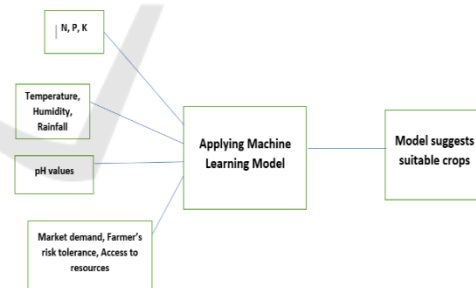 N, P, K
Temperature,
Humidity,
Rainfall
pH values
Market demand, Farmer's
risk tolerance, Access to
resources
Applying Machine
Learning Model
Model suggests
suitable crops